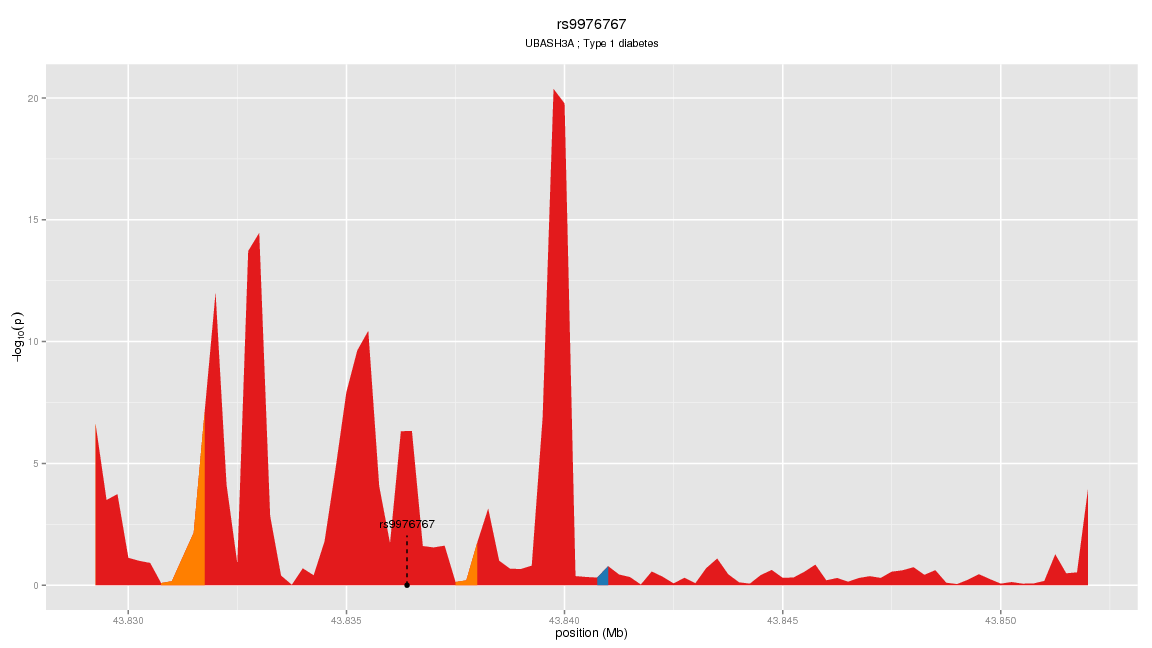 rs9976767
UBASH3A ; Type 1 diabetes
−log10(p)
20
15
10
5
0
rs9976767
43.830 43.835 43.840 43.845 43.850
position (Mb)